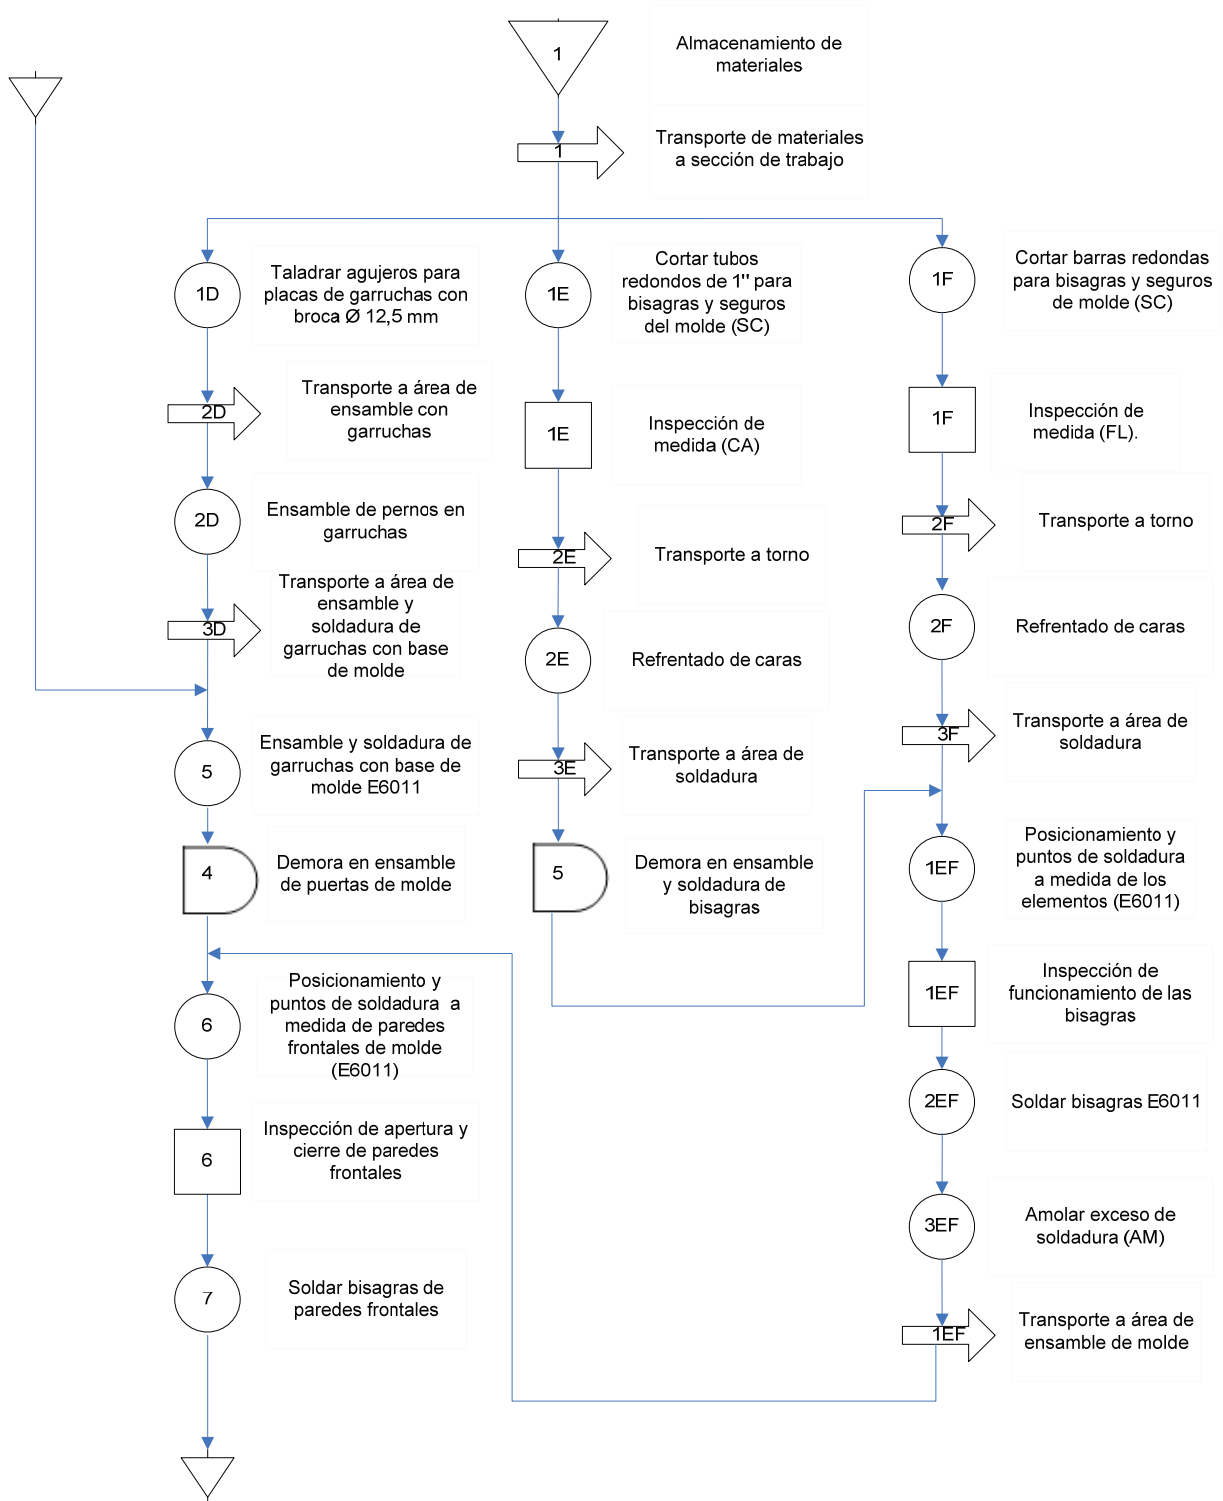 1
Almacenamiento de
materiales
1
Transporte de materiales
a sección de trabajo
1D
Taladrar agujeros para
placas de garruchas con
broca Ø 12,5 mm
2D
Transporte a área de
ensamble con
garruchas
2D
Ensamble de pernos en
garruchas
3D
Transporte a área de
ensamble y
soldadura de
garruchas con base
de molde
5
Ensamble y soldadura de
garruchas con base de
molde E6011
4
Demora en ensamble
de puertas de molde
6
Posicionamiento y
puntos de soldadura a
medida de paredes
frontales de molde
(E6011)
6
Inspección de apertura y
cierre de paredes
frontales
7
Soldar bisagras de
paredes frontales
1E
Cortar tubos
redondos de 1" para
bisagras y seguros
del molde (SC)
1E
Inspección de
medida (CA)
2E
Transporte a torno
2E
Refrentado de caras
3E
Transporte a área de
soldadura
5
Demora en ensamble
y soldadura de
bisagras
1F
Cortar barras redondas
para bisagras y seguros
de molde (SC)
1F
Inspección de
medida (FL).
2F
Transporte a torno
2F
Refrentado de caras
3F
Transporte a área de
soldadura
1EF
Posicionamiento y
puntos de soldadura
a medida de los
elementos (E6011)
1EF
Inspección de
funcionamiento de las
bisagras
2EF
Soldar bisagras E6011
3EF
Amolar exceso de
soldadura (AM)
1EF
Transporte a área de
ensamble de molde